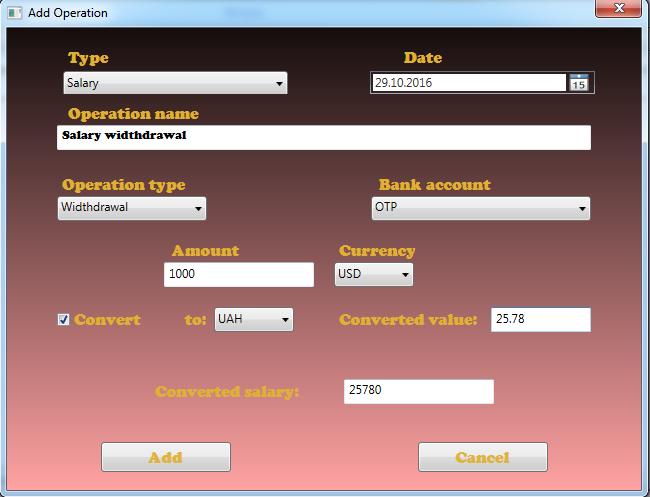 Add Operation
Type Date
Salary 29.10.2016 15
Operation name
Salary widthdrawal
Operation type Bank account
Widthdrawal OTP
Amount Currency
1000 USD
Convert to: UAH Converted value: 25.78
Converted salary: 25780
Add Cancel